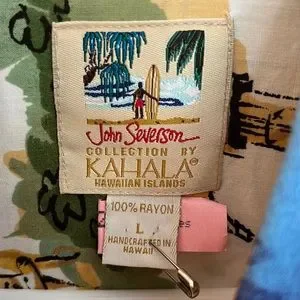 John Severson
COLLECTION BY
KAHALA®
HAWAIIAN ISLANDS
100% RAYON
L
HANDCRAFTED IN
HAWAII